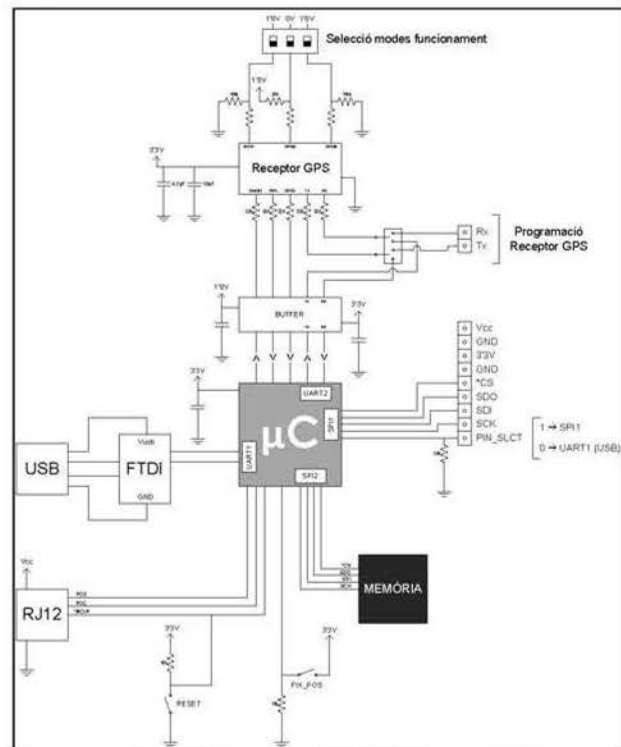 1'8V 0V 1'8V
Selecció modes funcionament
1'8V
3'3V
Receptor GPS
Rx
Tx
Programació
Receptor GPS
1'8V
BUFFER
3'3V
Vcc
GND
3'3V
GND
*CS
SDO
SDI
SCK
PIN_SLCT
1 → SPI1
0 → UART1 (USB)
3'3V
UART2
µC
SPI1
UART1
SPI2
USB
Vusb
FTDI
GND
MEMÒRIA
Vcc
RJ12
3'3V
RESET
3'3V
FIX_POS